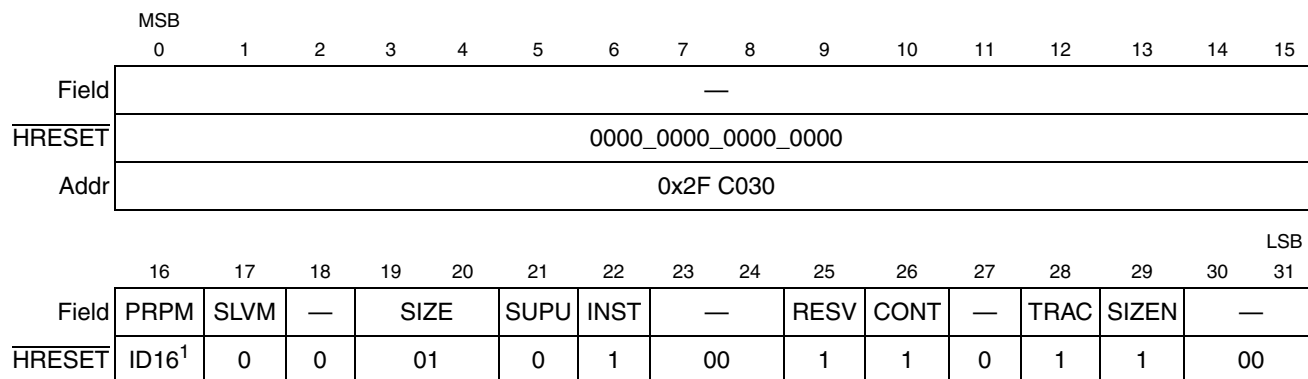 MSB
0 1 2 3 4 5 6 7 8 9 10 11 12 13 14 15
Field —
HRESET 0000_0000_0000_0000
Addr 0x2F C030
LSB
16 17 18 19 20 21 22 23 24 25 26 27 28 29 30 31
Field PRPM SLVM — SIZE SUPU INST — RESV CONT — TRAC SIZEN —
HRESET ID16¹ 0 0 01 0 1 00 1 1 0 1 1 00